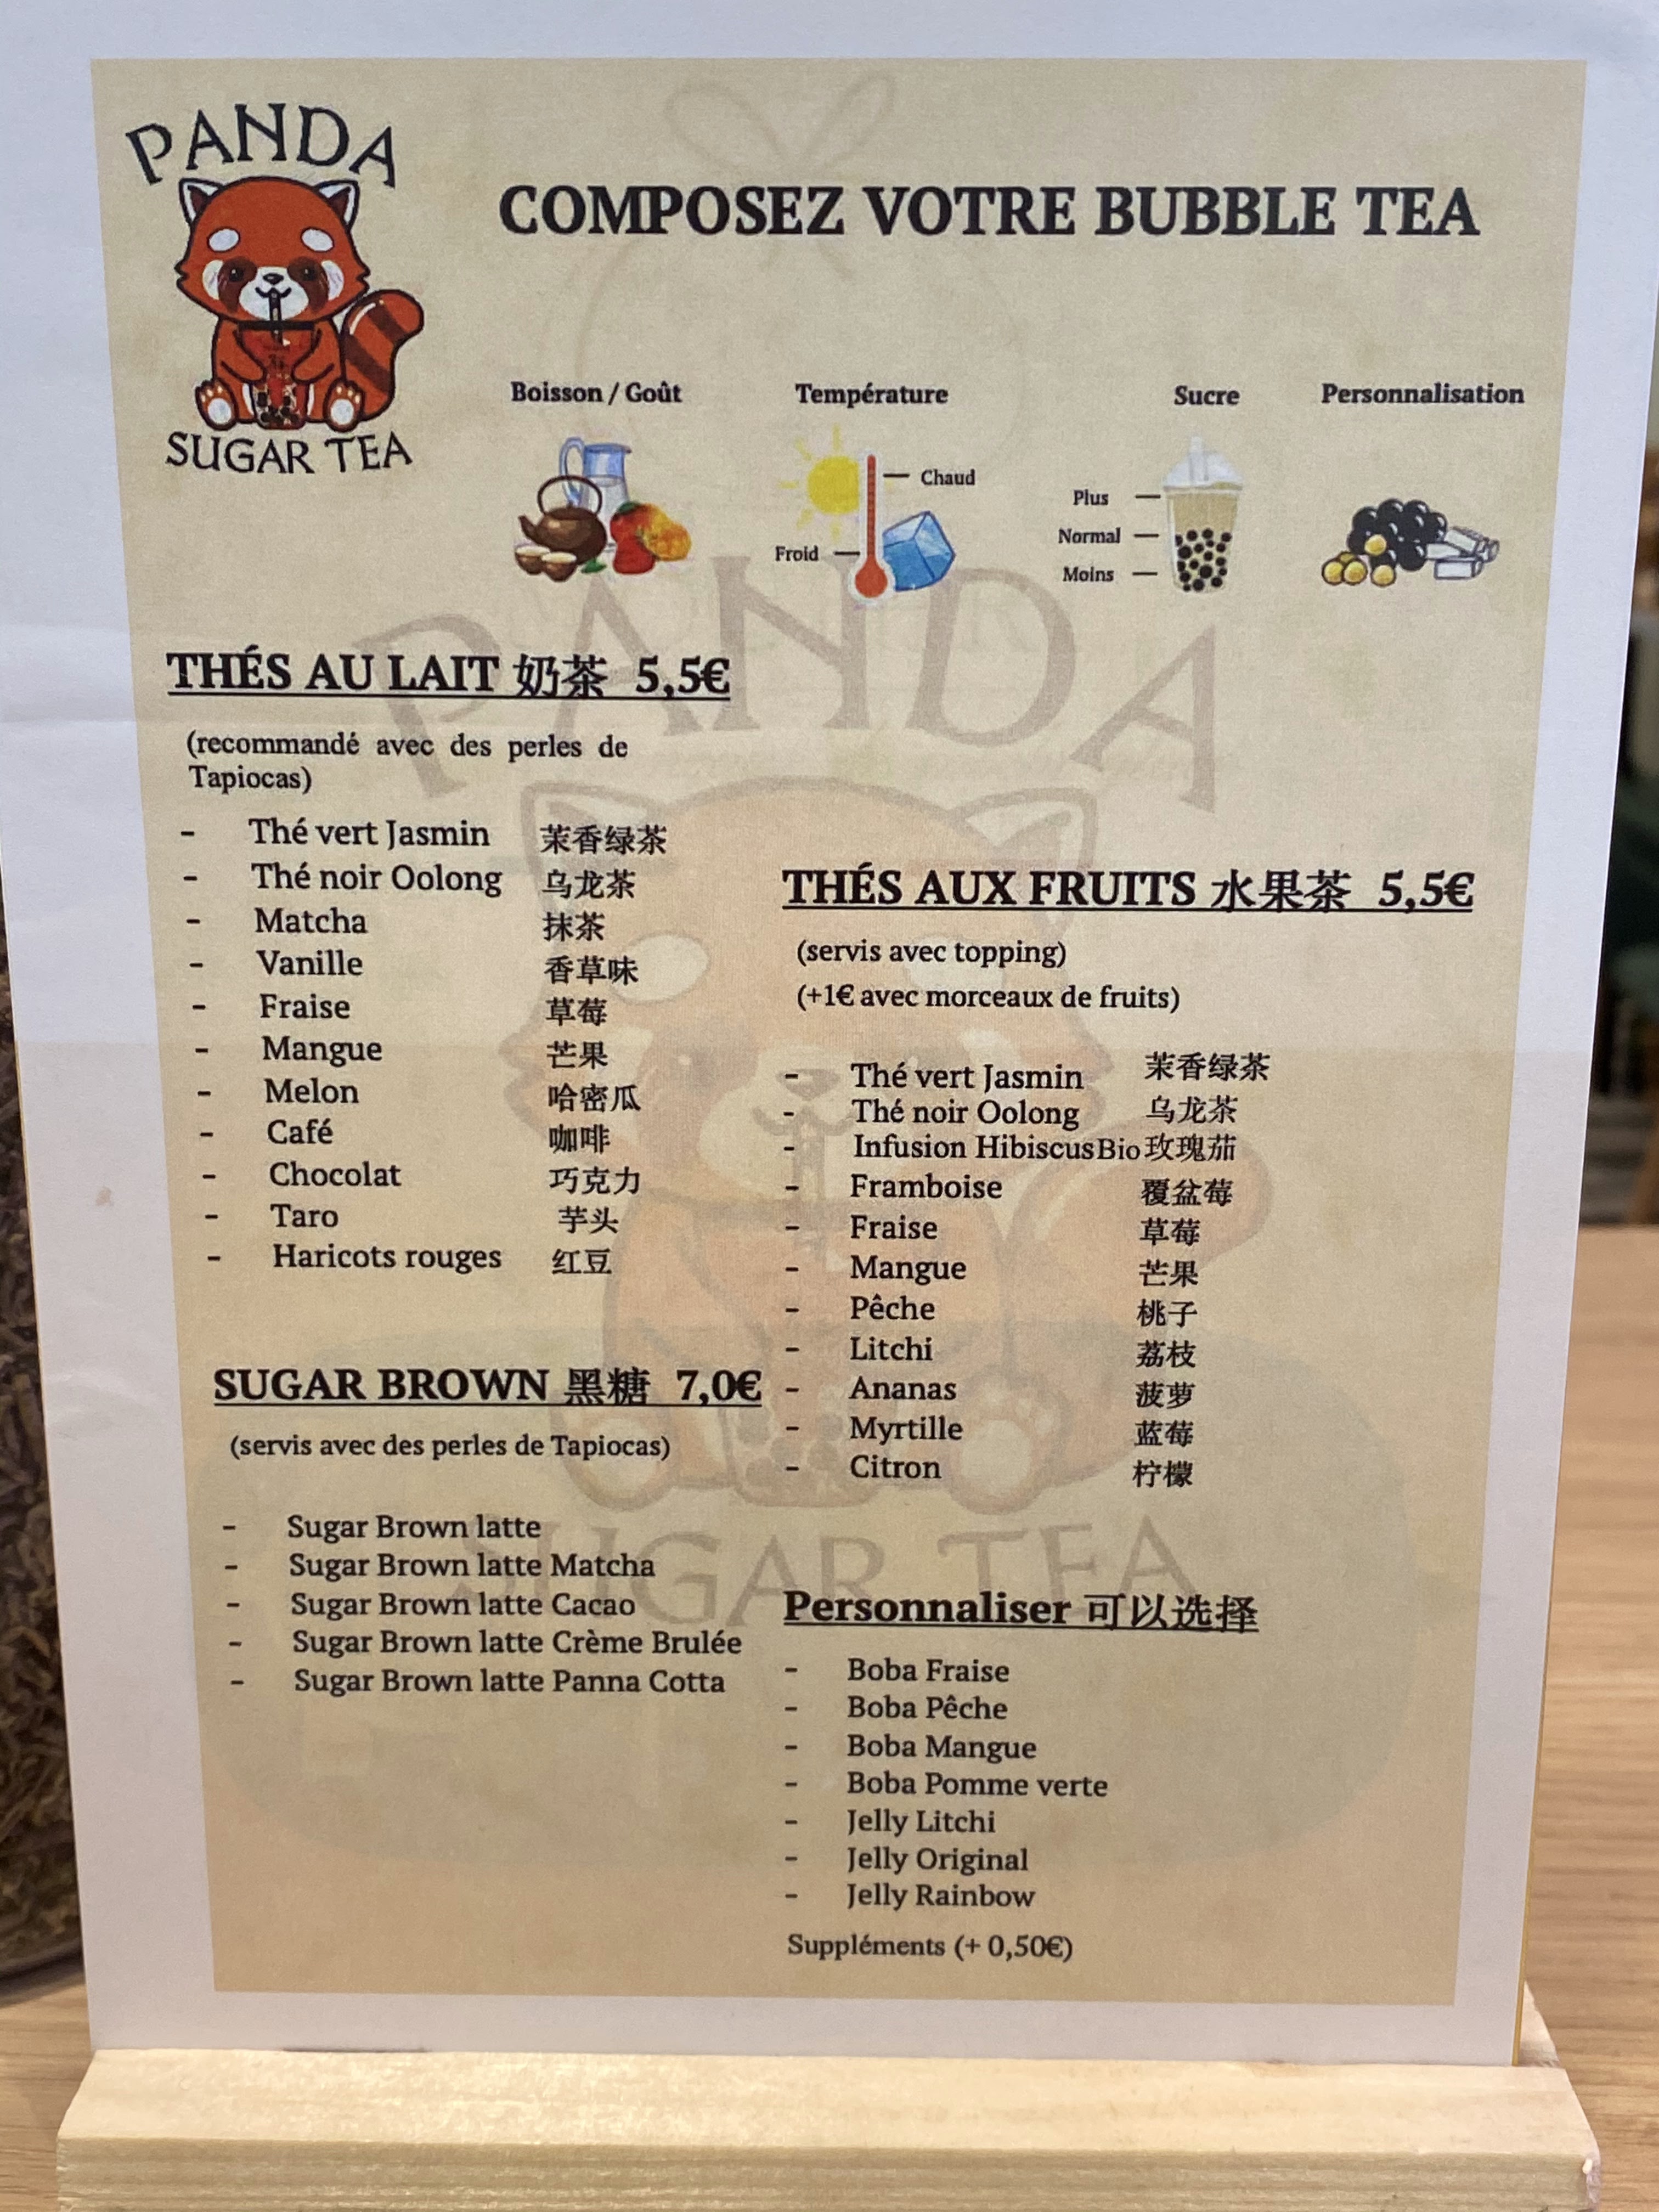 PANDA
SUGAR TEA
COMPOSEZ VOTRE BUBBLE TEA
Boisson / Goût
Température
Chaud
Froid
Sucre
Plus
Normal
Moins
Personnalisation
THÉS AU LAIT 奶茶 5,5€
(recommandé avec des perles de
Tapiocas)
- Thé vert Jasmin 茉香绿茶
- Thé noir Oolong 乌龙茶
- Matcha 抹茶
- Vanille 香草味
- Fraise 草莓
- Mangue 芒果
- Melon 哈密瓜
- Café 咖啡
- Chocolat 巧克力
- Taro 芋头
- Haricots rouges 红豆
SUGAR BROWN 黑糖 7,0€
(servis avec des perles de Tapiocas)
- Sugar Brown latte
- Sugar Brown latte Matcha
- Sugar Brown latte Cacao
- Sugar Brown latte Crème Brulée
- Sugar Brown latte Panna Cotta
THÉS AUX FRUITS 水果茶 5,5€
(servis avec topping)
(+1€ avec morceaux de fruits)
- Thé vert Jasmin 茉香绿茶
- Thé noir Oolong 乌龙茶
- Infusion HibiscusBio 玫瑰茄
- Framboise 覆盆莓
- Fraise 草莓
- Mangue 芒果
- Pêche 桃子
- Litchi 荔枝
- Ananas 菠萝
- Myrtille 蓝莓
- Citron 柠檬
Personnaliser 可以选择
- Boba Fraise
- Boba Pêche
- Boba Mangue
- Boba Pomme verte
- Jelly Litchi
- Jelly Original
- Jelly Rainbow
Suppléments (+ 0,50€)
PANDA
SUGAR TEA